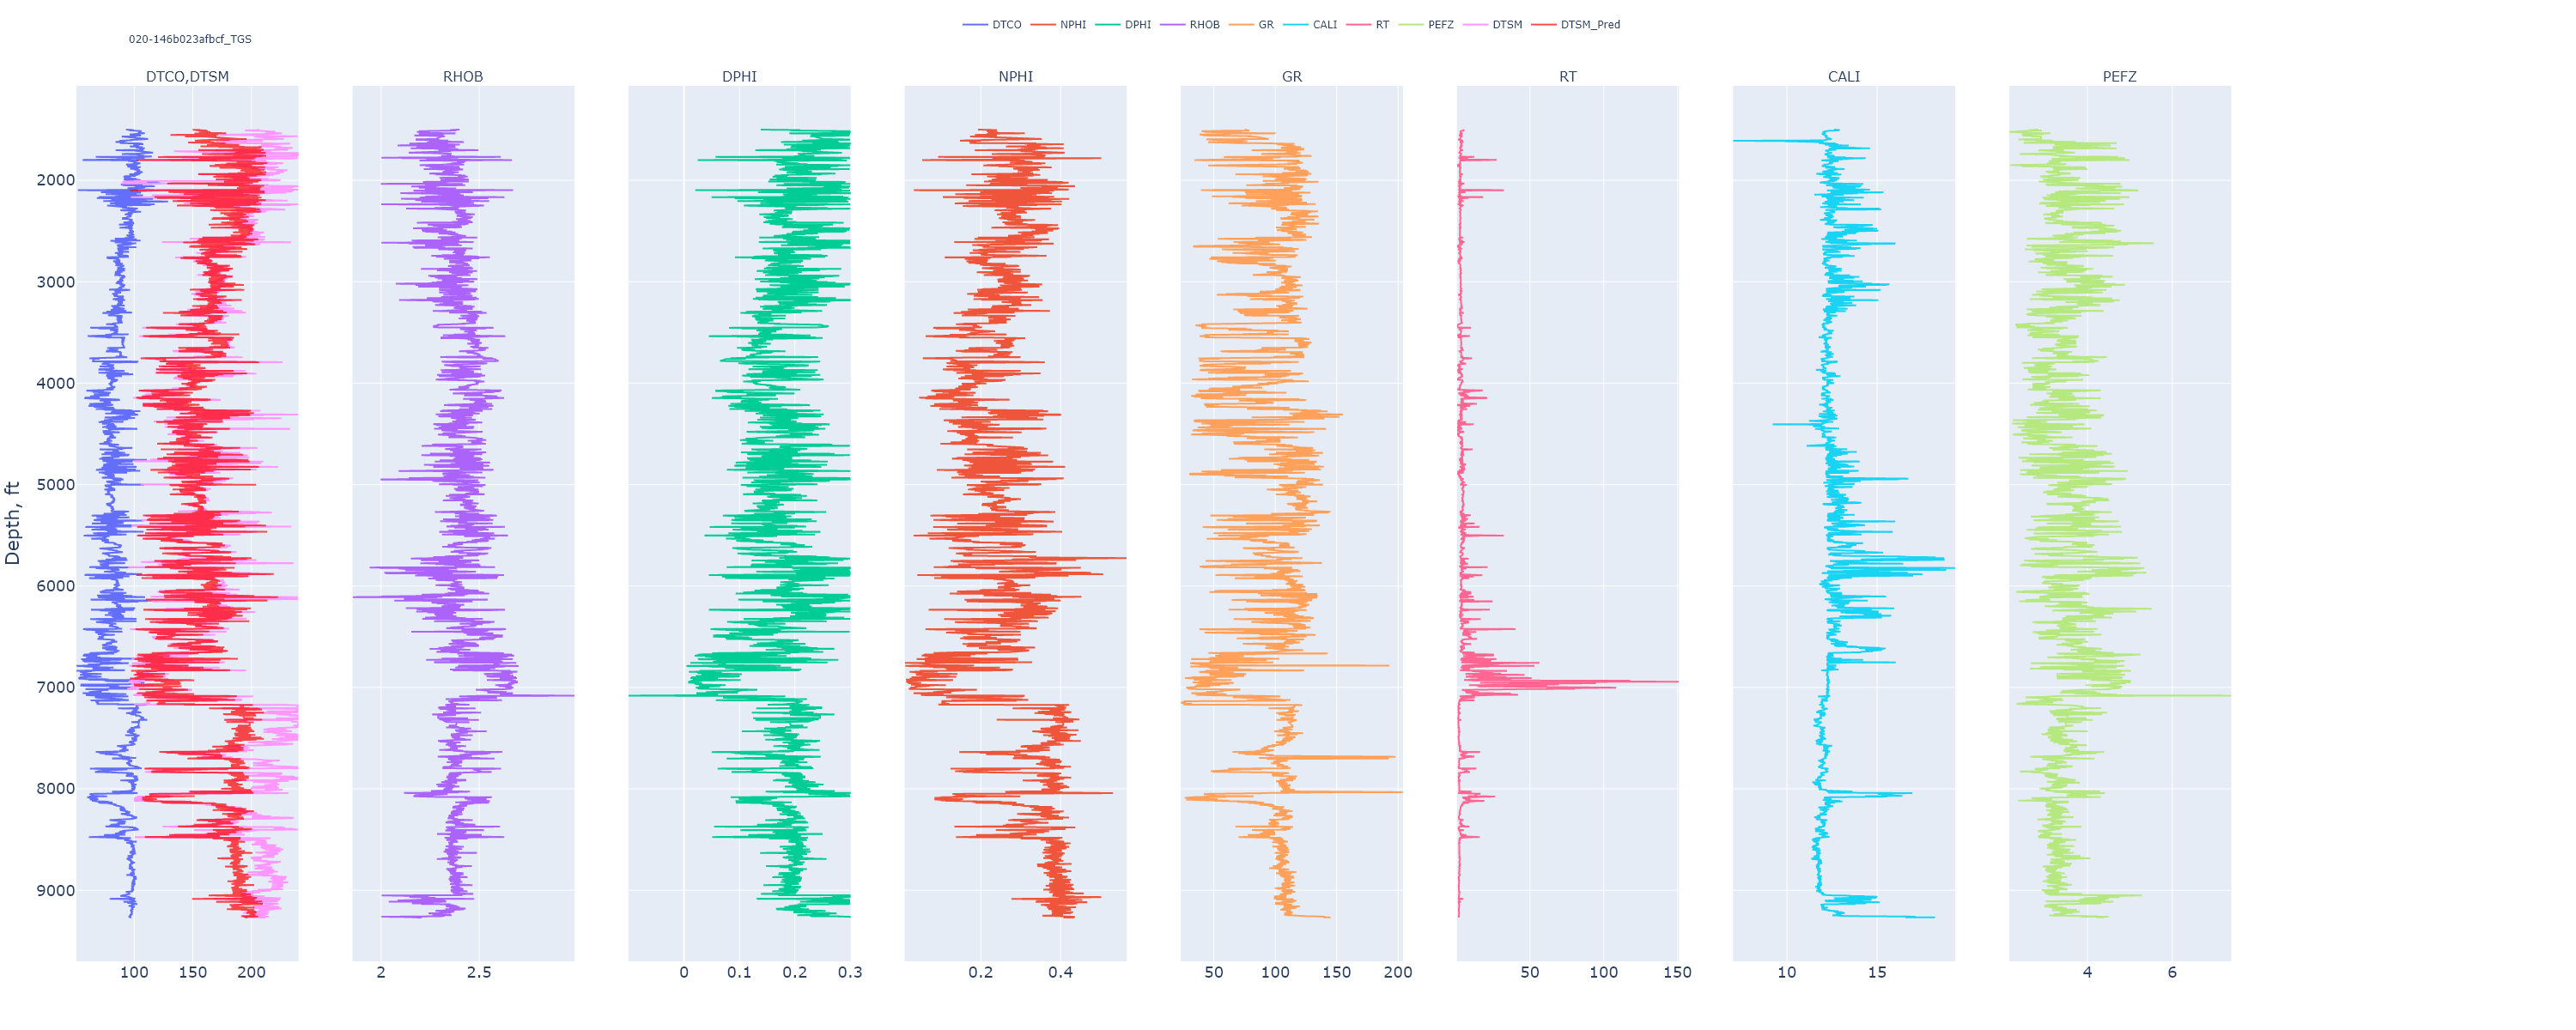 DTCO NPHI DPHI RHOB GR CALI RT PEFZ DTSM DTSM_Pred
020-146b023afbcf_TGS
DTCO,DTSM RHOB DPHI NPHI GR RT CALI PEFZ
2000
3000
4000
5000
6000
7000
8000
9000
Depth, ft
100 150 200 2 2.5 0 0.1 0.2 0.3 0.2 0.4 50 100 150 200 50 100 150 10 15 4 6